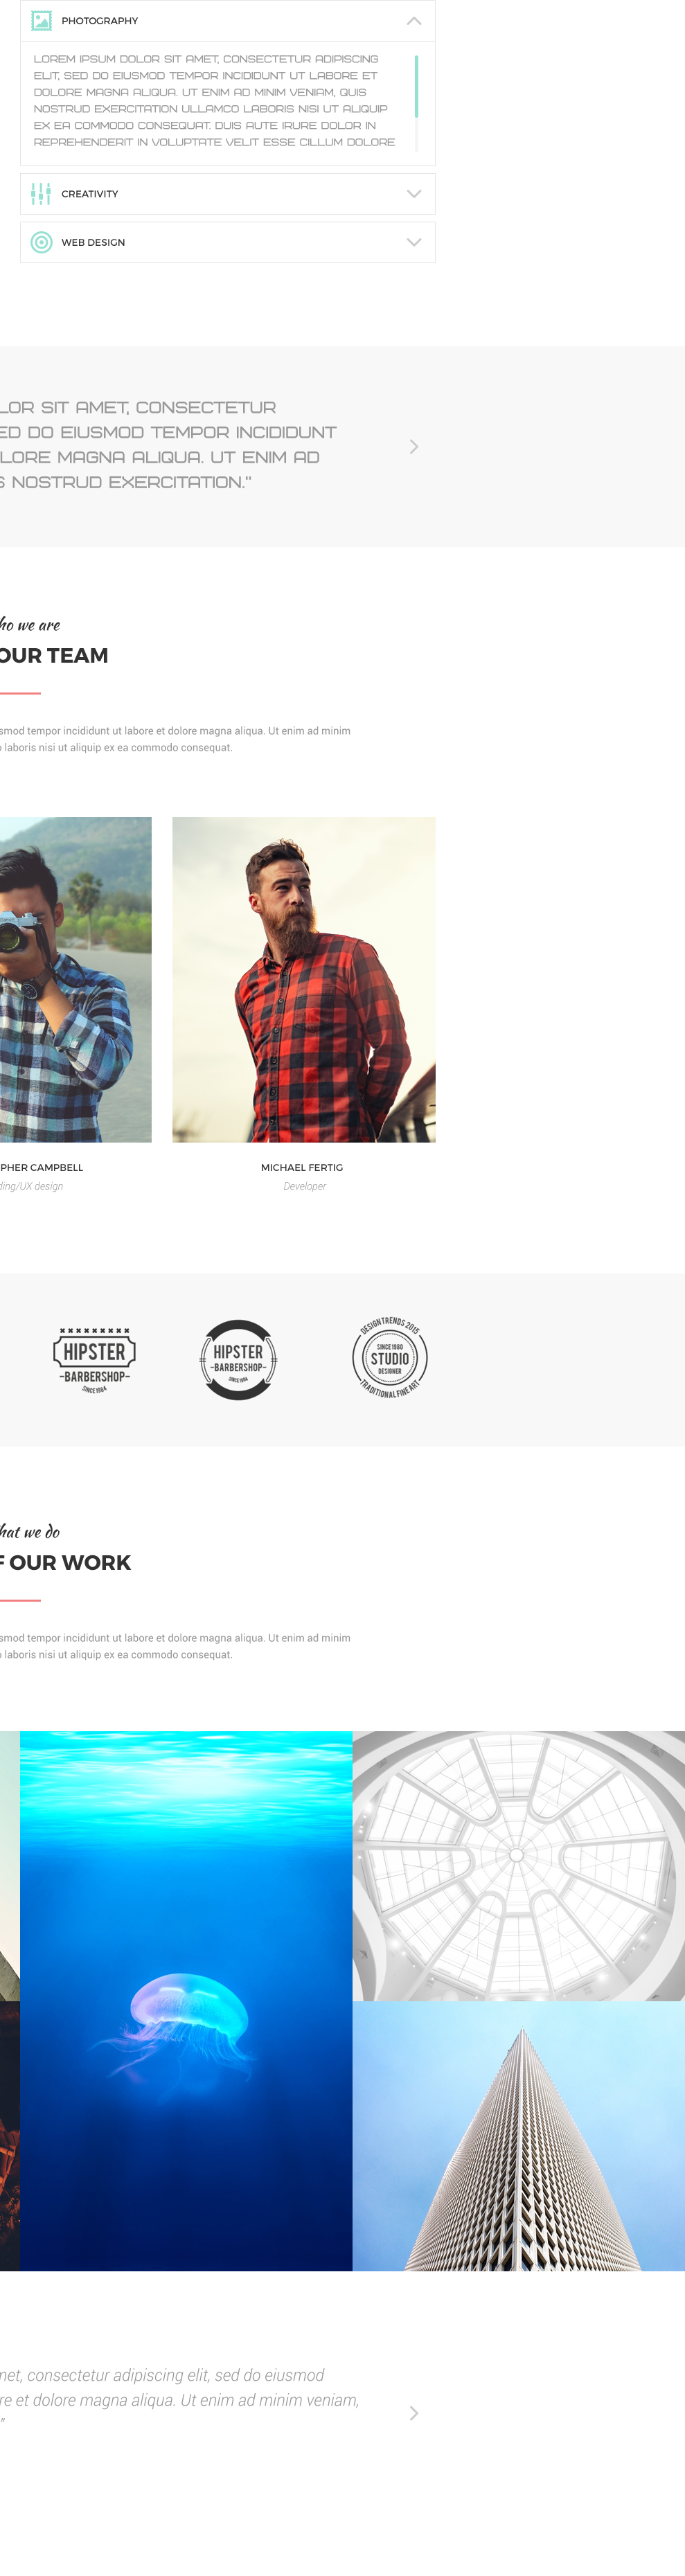 PHOTOGRAPHY
LOREM IPSUM DOLOR SIT AMET, CONSECTETUR ADIPISCING
ELIT, SED DO EIUSMOD TEMPOR INCIDIDUNT UT LABORE ET
DOLORE MAGNA ALIQUA. UT ENIM AD MINIM VENIAM, QUIS
NOSTRUD EXERCITATION ULLAMCO LABORIS NISI UT ALIQUIP
EX EA COMMODO CONSEQUAT. DUIS AUTE IRURE DOLOR IN
REPREHENDERIT IN VOLUPTATE VELIT ESSE CILLUM DOLORE
CREATIVITY
WEB DESIGN
LOR SIT AMET, CONSECTETUR
ED DO EIUSMOD TEMPOR INCIDIDUNT
LORE MAGNA ALIQUA. UT ENIM AD
S NOSTRUD EXERCITATION."
ho we are
OUR TEAM
smod tempor incididunt ut labore et dolore magna aliqua. Ut enim ad minim
o laboris nisi ut aliquip ex ea commodo consequat.
PHER CAMPBELL
ding/UX design
MICHAEL FERTIG
Developer
HIPSTER
-BARBERSHOP-
SINCE 1984
HIPSTER
-BARBERSHOP-
SINCE 1984
DESIGN TRENDS 2015
SINCE 1980
STUDIO
DESIGNER
TRADITIONAL FINE ART
hat we do
F OUR WORK
smod tempor incididunt ut labore et dolore magna aliqua. Ut enim ad minim
o laboris nisi ut aliquip ex ea commodo consequat.
met, consectetur adipiscing elit, sed do eiusmod
re et dolore magna aliqua. Ut enim ad minim veniam,
"